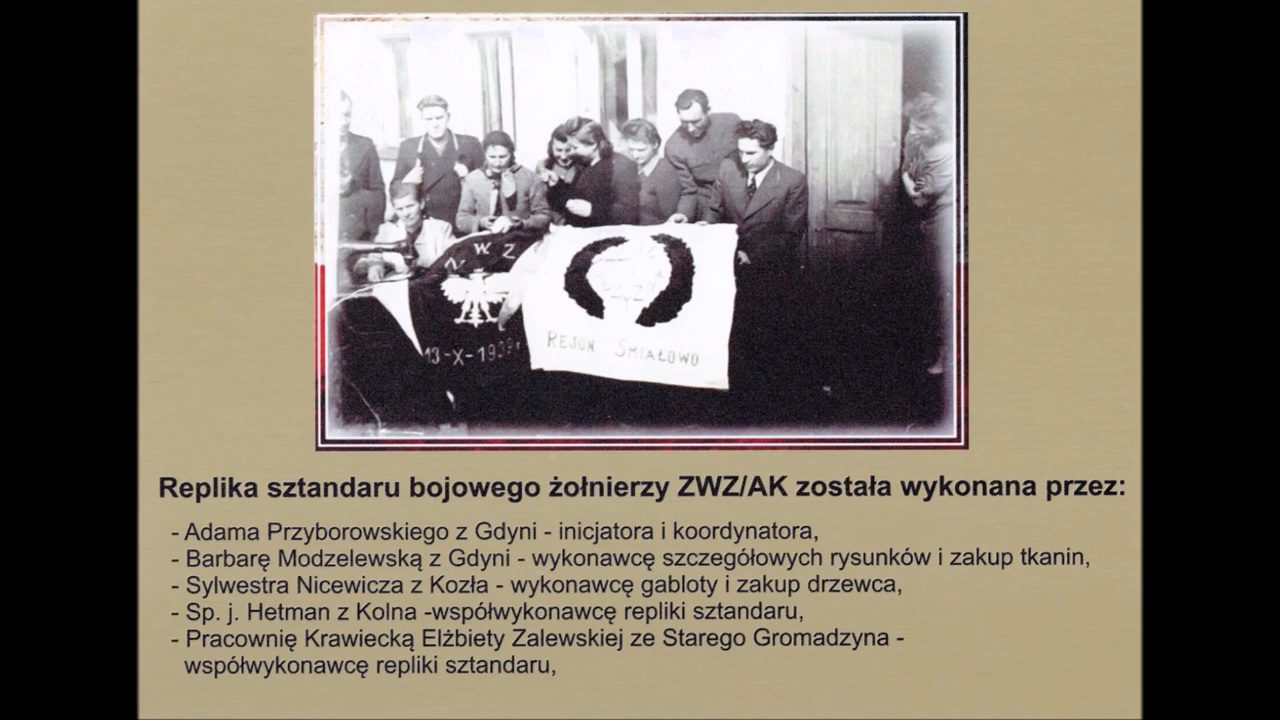 Z W Z
13-X-1939r
REJON ŚMIAŁOWO
Replika sztandaru bojowego żołnierzy ZWZ/AK została wykonana przez:
- Adama Przyborowskiego z Gdyni - inicjatora i koordynatora,
- Barbarę Modzelewską z Gdyni - wykonawcę szczegółowych rysunków i zakup tkanin,
- Sylwestra Nicewicza z Kozła - wykonawcę gabloty i zakup drzewca,
- Sp. j. Hetman z Kolna -współwykonawcę repliki sztandaru,
- Pracownię Krawiecką Elżbiety Zalewskiej ze Starego Gromadzyna -
współwykonawcę repliki sztandaru,